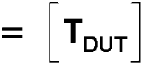 = [T_DUT]